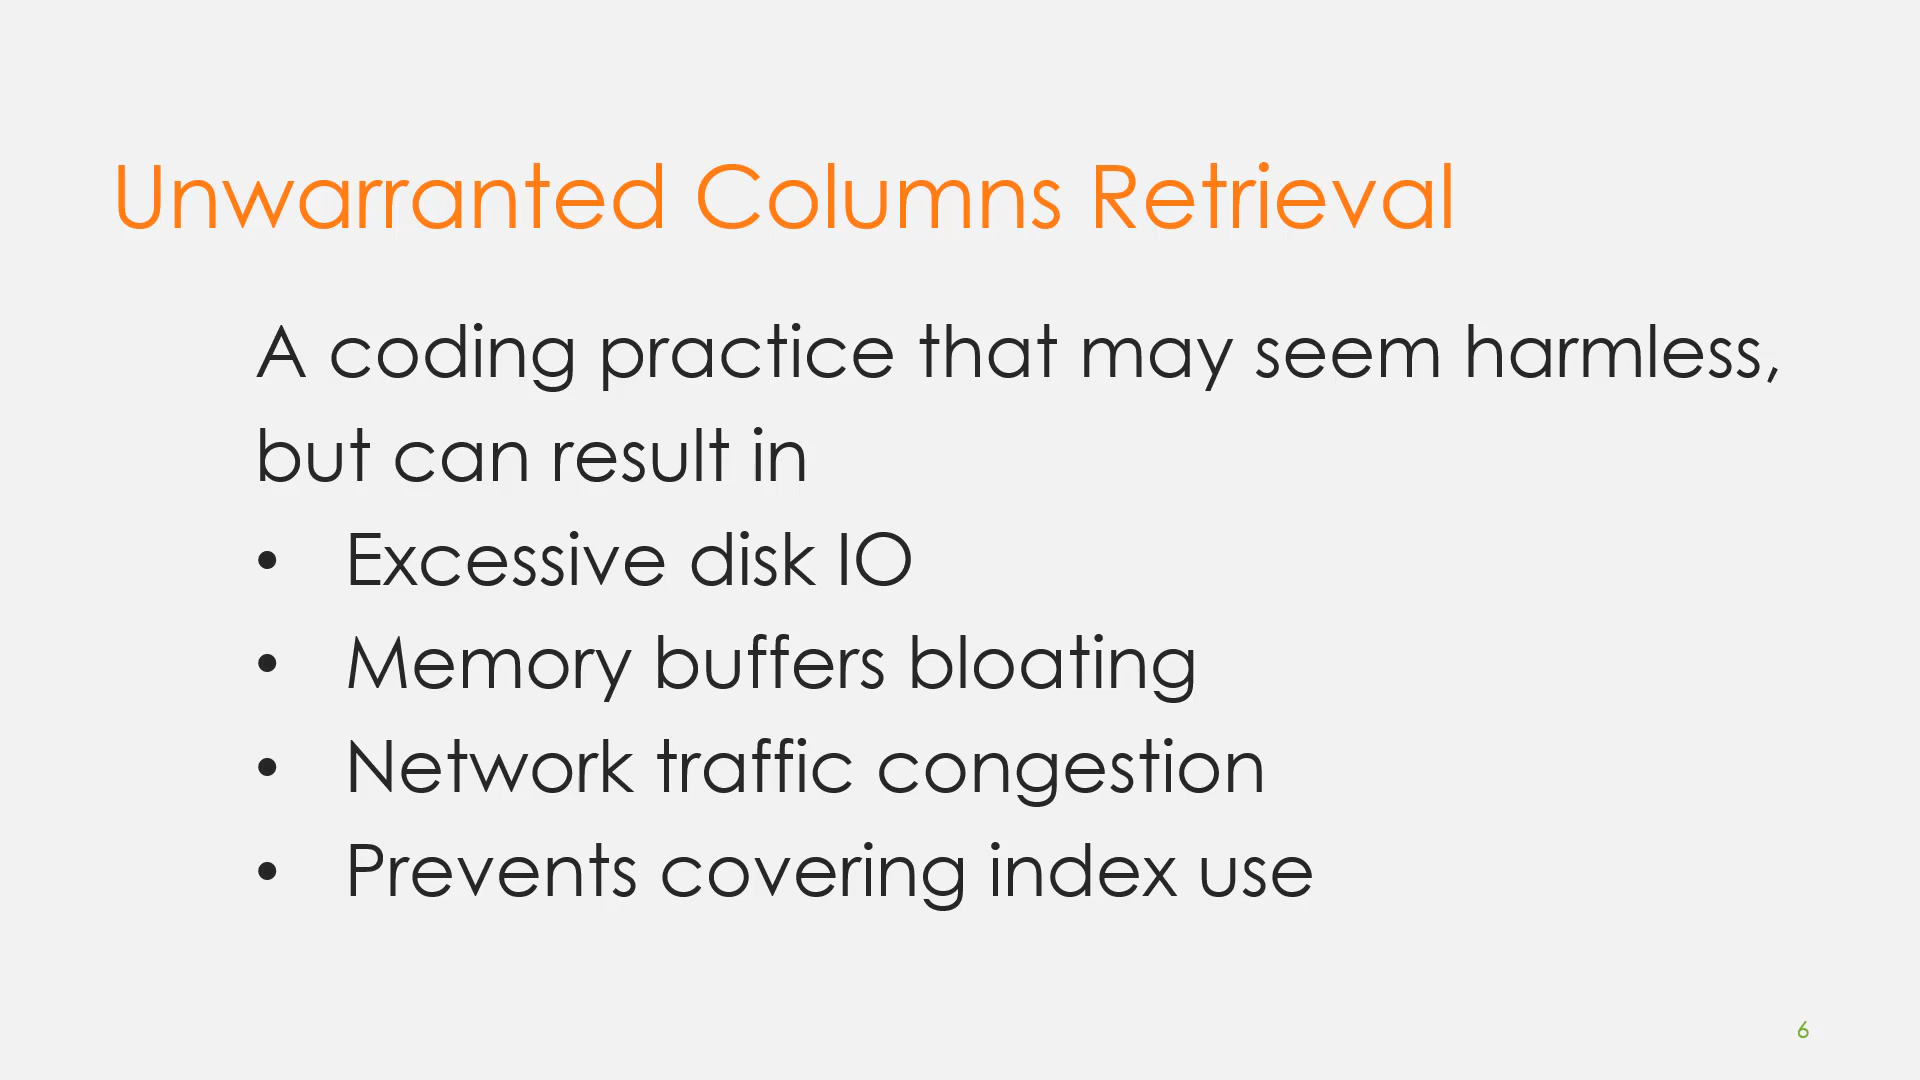 Unwarranted Columns Retrieval
A coding practice that may seem harmless,
but can result in
• Excessive disk IO
• Memory buffers bloating
• Network traffic congestion
• Prevents covering index use
6